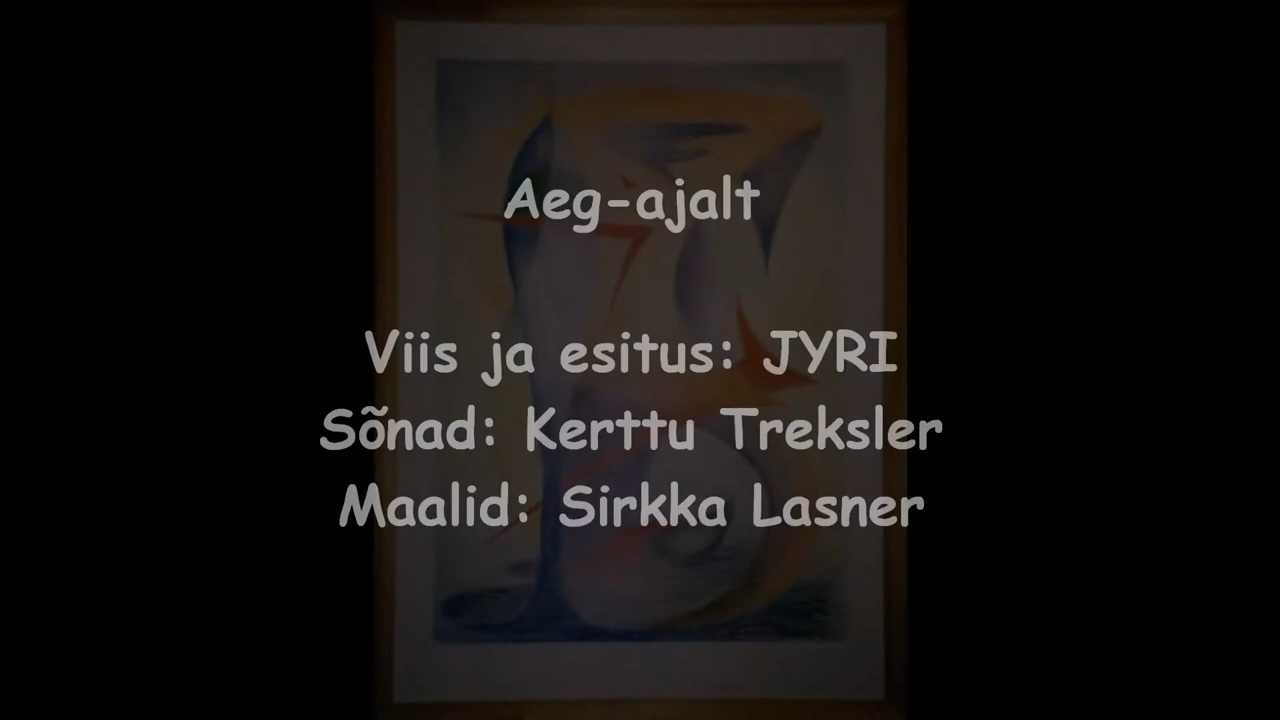 Aeg-ajalt
Viis ja esitus: JYRI
Sõnad: Kerttu Treksler
Maalid: Sirkka Lasner